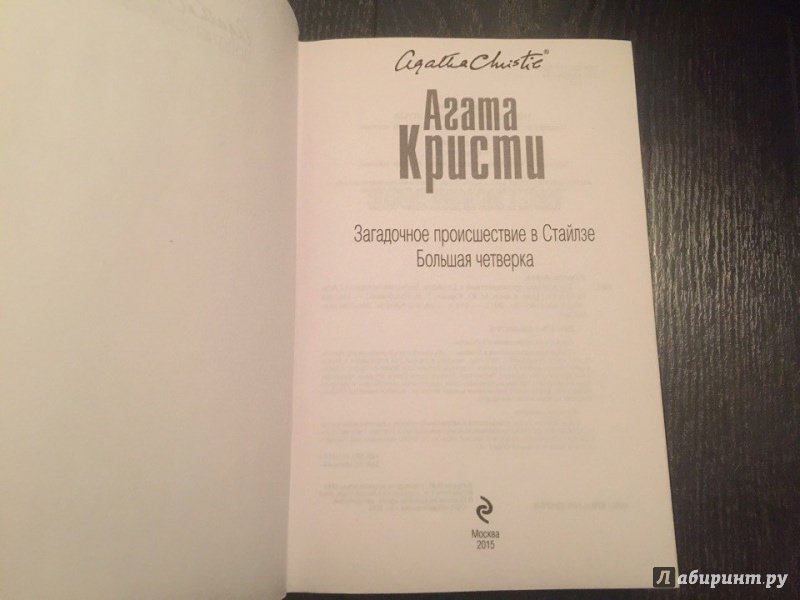 Agatha Christie®
Агата
Кристи
Загадочное происшествие в Стайлзе
Большая четверка
Москва
2015
Лабиринт.ру